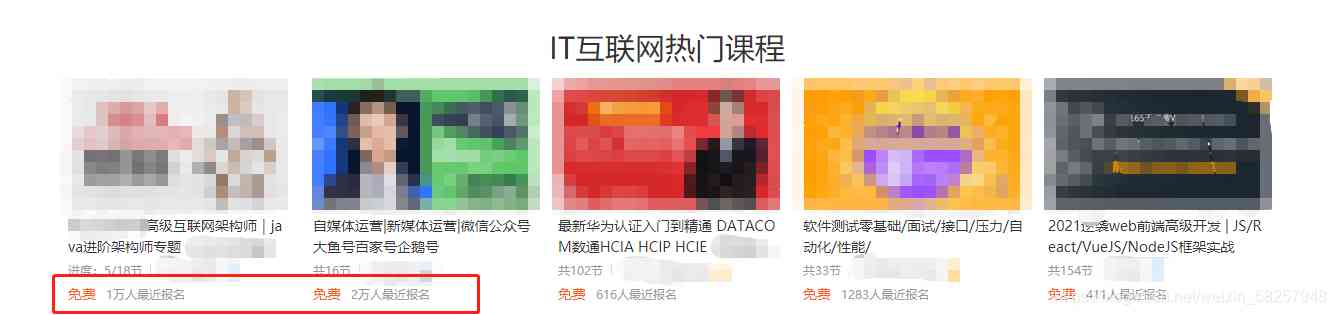 IT互联网热门课程
高级互联网架构师 | ja
va进阶架构师专题
进度：5/18节
免费 1万人最近报名
自媒体运营|新媒体运营|微信公众号
大鱼号百家号企鹅号
共16节
免费 2万人最近报名
最新华为认证入门到精通 DATACO
M数通HCIA HCIP HCIE
共102节
免费 616人最近报名
软件测试零基础/面试/接口/压力/自
动化/性能/
共33节
免费 1283人最近报名
2021逆袭web前端高级开发 | JS/R
eact/VueJS/NodeJS框架实战
共154节
免费 411人最近报名